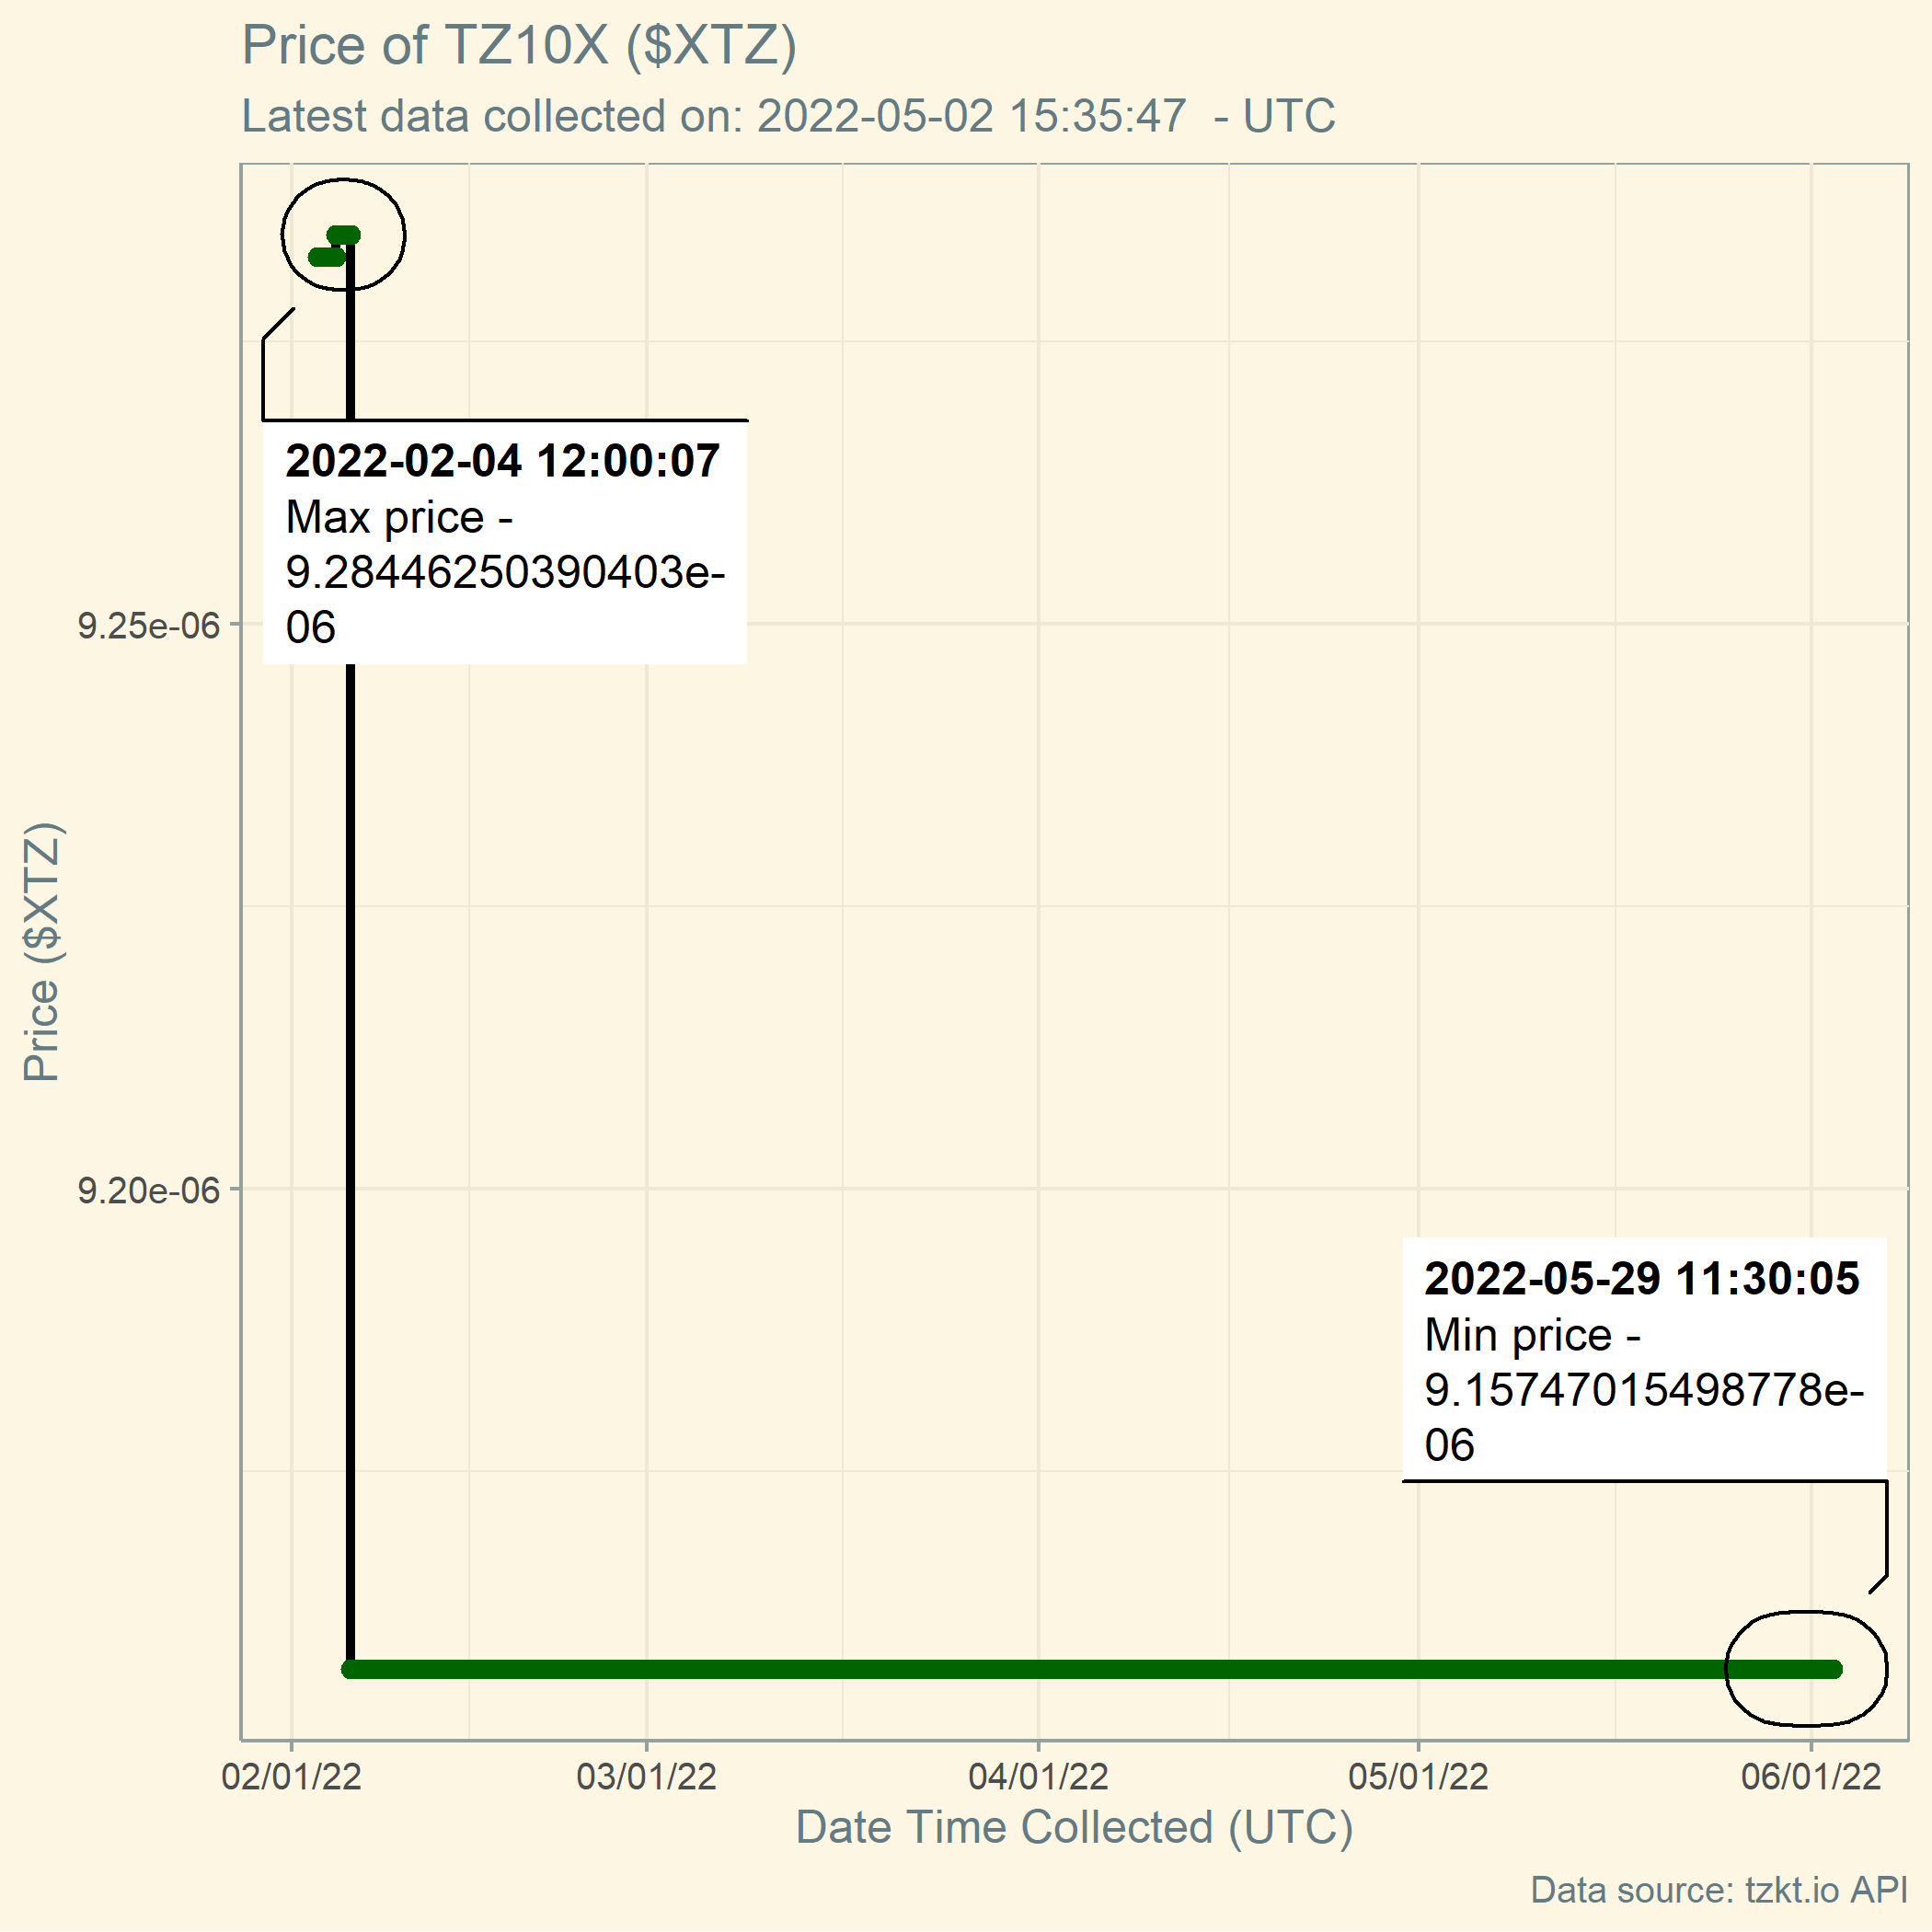 Price of TZ10X ($XTZ)
Latest data collected on: 2022-05-02 15:35:47  - UTC
2022-02-04 12:00:07
Max price -
9.28446250390403e-
06
9.25e-06
Price ($XTZ)
9.20e-06
2022-05-29 11:30:05
Min price -
9.15747015498778e-
06
02/01/22 03/01/22 04/01/22 05/01/22 06/01/22
Date Time Collected (UTC)
Data source: tzkt.io API